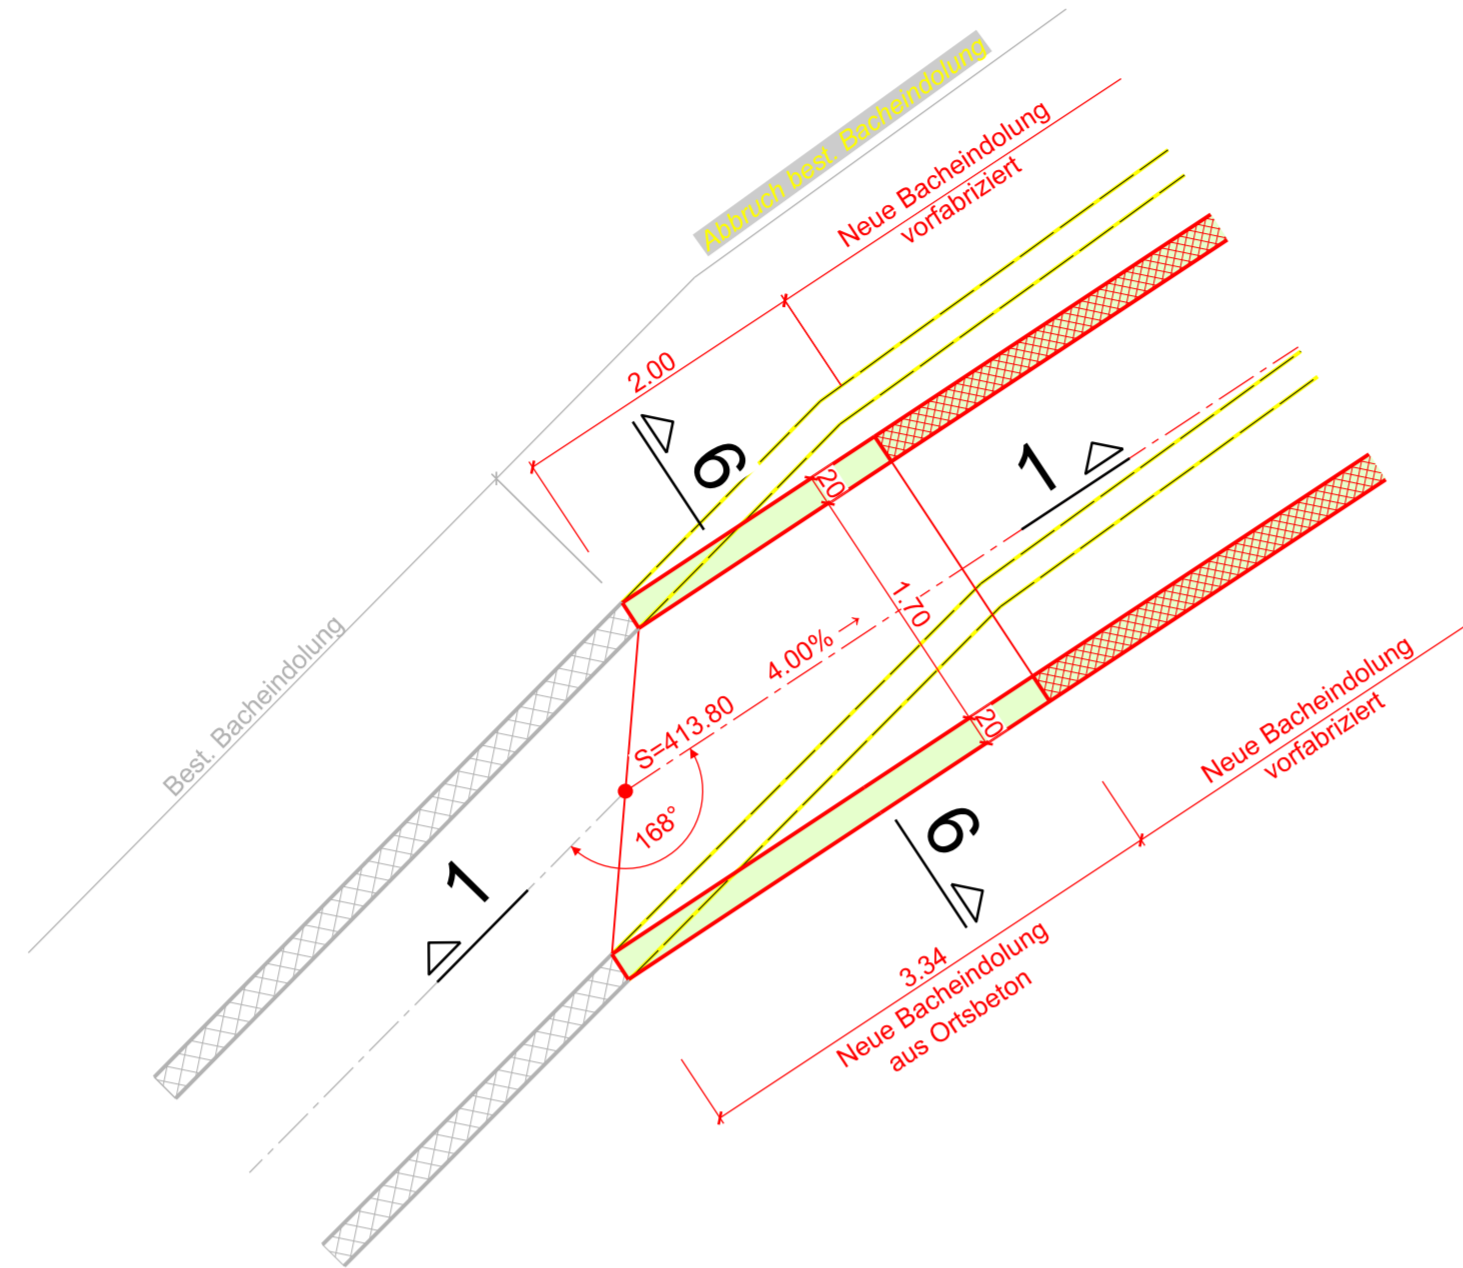 Abbruch best. Bacheindolung
Neue Bacheindolung
vorfabriziert
2.00
6
20
1
1.70
Best. Bacheindolung
4.00% →
S=413.80
20
168°
Neue Bacheindolung
vorfabriziert
6
1
3.34
Neue Bacheindolung
aus Ortsbeton